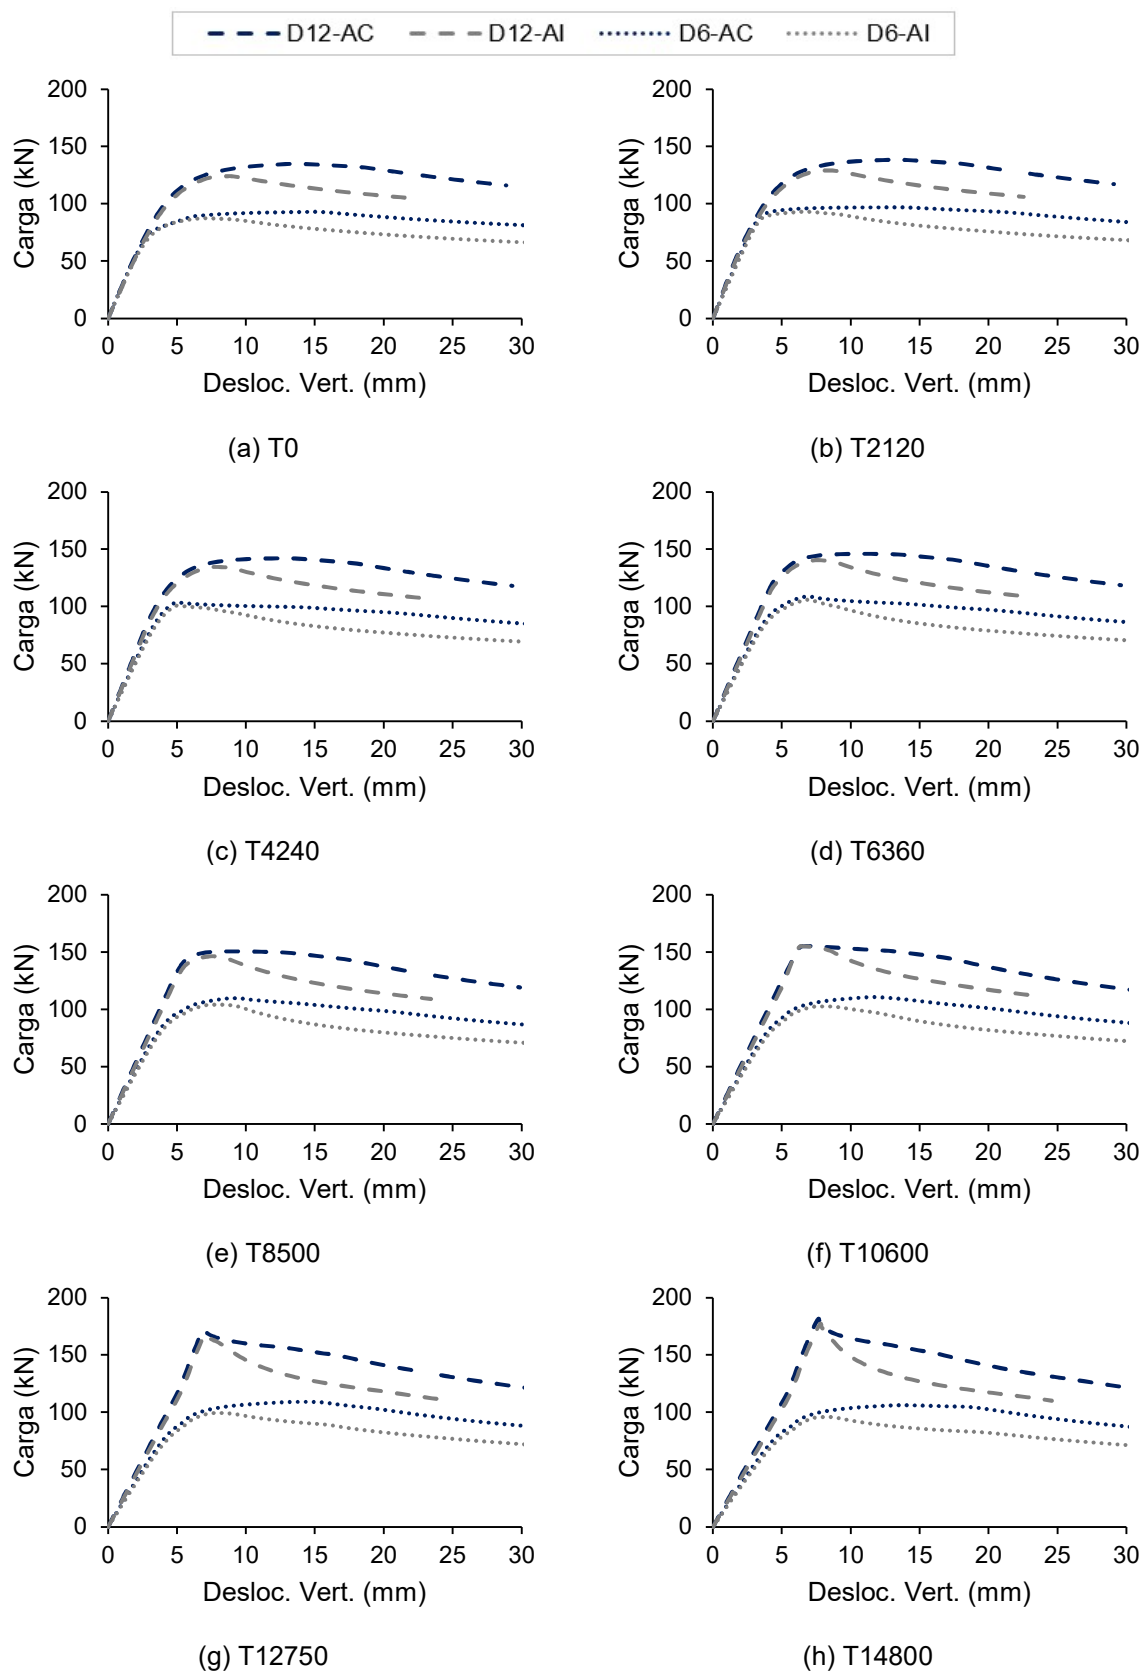 D12-AC D12-AI D6-AC D6-AI
200
150
100
50
0
Carga (kN)
0 5 10 15 20 25 30
Desloc. Vert. (mm)
(a) T0
200
150
100
50
0
Carga (kN)
0 5 10 15 20 25 30
Desloc. Vert. (mm)
(b) T2120
200
150
100
50
0
Carga (kN)
0 5 10 15 20 25 30
Desloc. Vert. (mm)
(c) T4240
200
150
100
50
0
Carga (kN)
0 5 10 15 20 25 30
Desloc. Vert. (mm)
(d) T6360
200
150
100
50
0
Carga (kN)
0 5 10 15 20 25 30
Desloc. Vert. (mm)
(e) T8500
200
150
100
50
0
Carga (kN)
0 5 10 15 20 25 30
Desloc. Vert. (mm)
(f) T10600
200
150
100
50
0
Carga (kN)
0 5 10 15 20 25 30
Desloc. Vert. (mm)
(g) T12750
200
150
100
50
0
Carga (kN)
0 5 10 15 20 25 30
Desloc. Vert. (mm)
(h) T14800